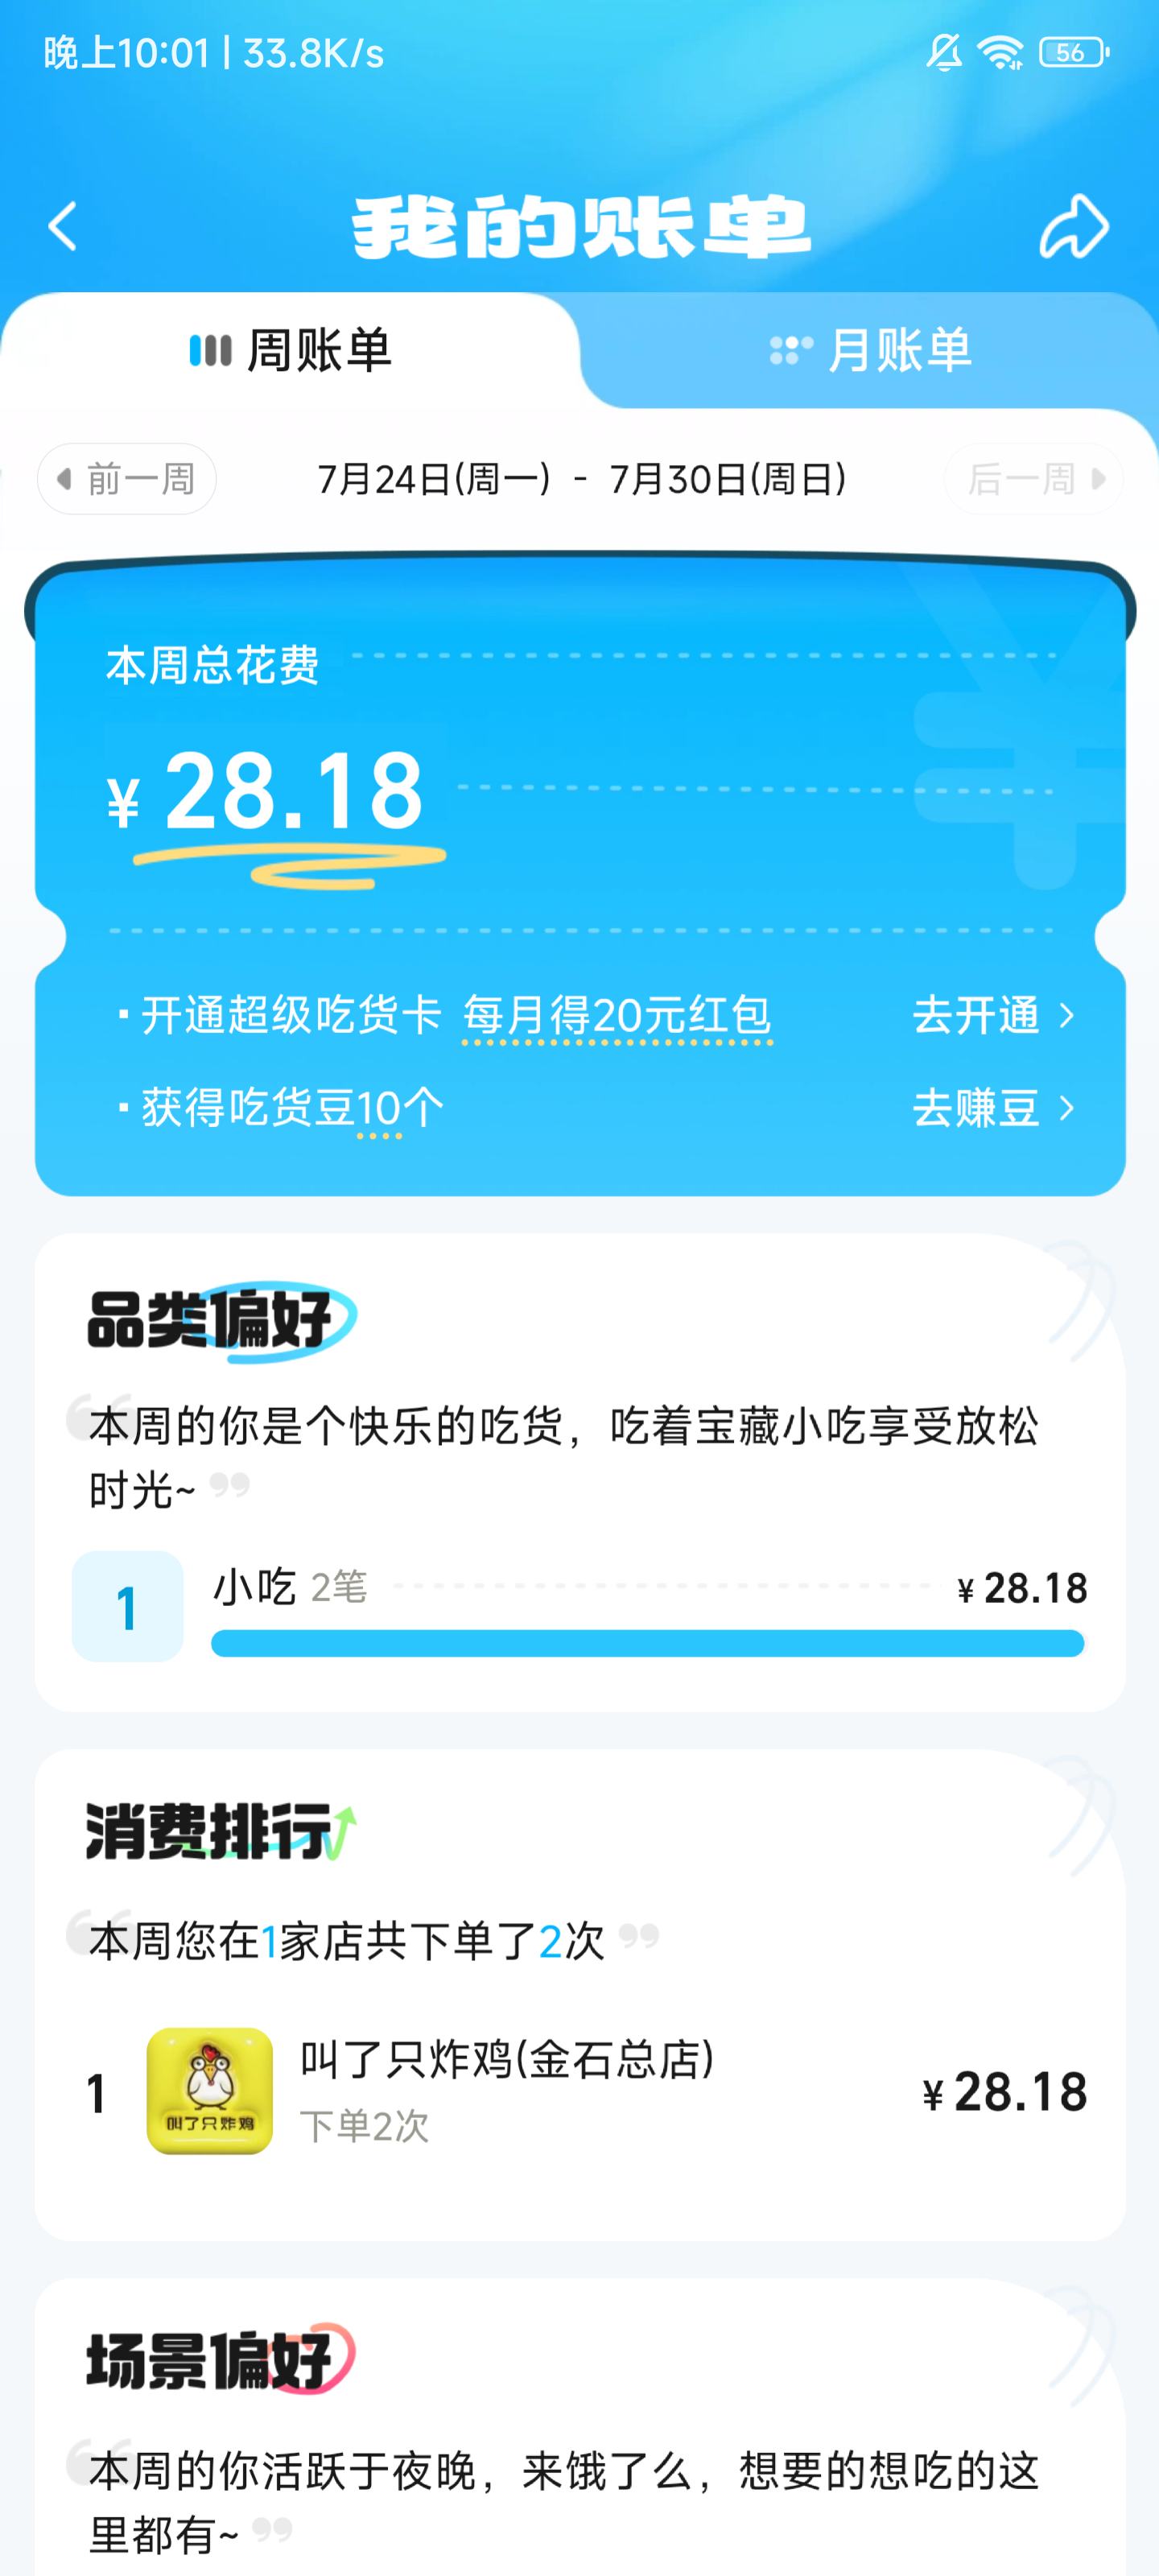 晚上10:01 | 33.8K/s
56
我的账单
周账单
月账单
前一周
7月24日(周一) - 7月30日(周日)
后一周
本周总花费
¥ 28.18
· 开通超级吃货卡 每月得20元红包 去开通 >
· 获得吃货豆10个 去赚豆 >
品类偏好
“本周的你是个快乐的吃货，吃着宝藏小吃享受放松
时光~”
1
小吃 2笔 ¥ 28.18
消费排行
“本周您在1家店共下单了2次”
1
叫了只炸鸡
叫了只炸鸡(金石总店)
下单2次
¥ 28.18
场景偏好
“本周的你活跃于夜晚，来饿了么，想要的想吃的这
里都有~”